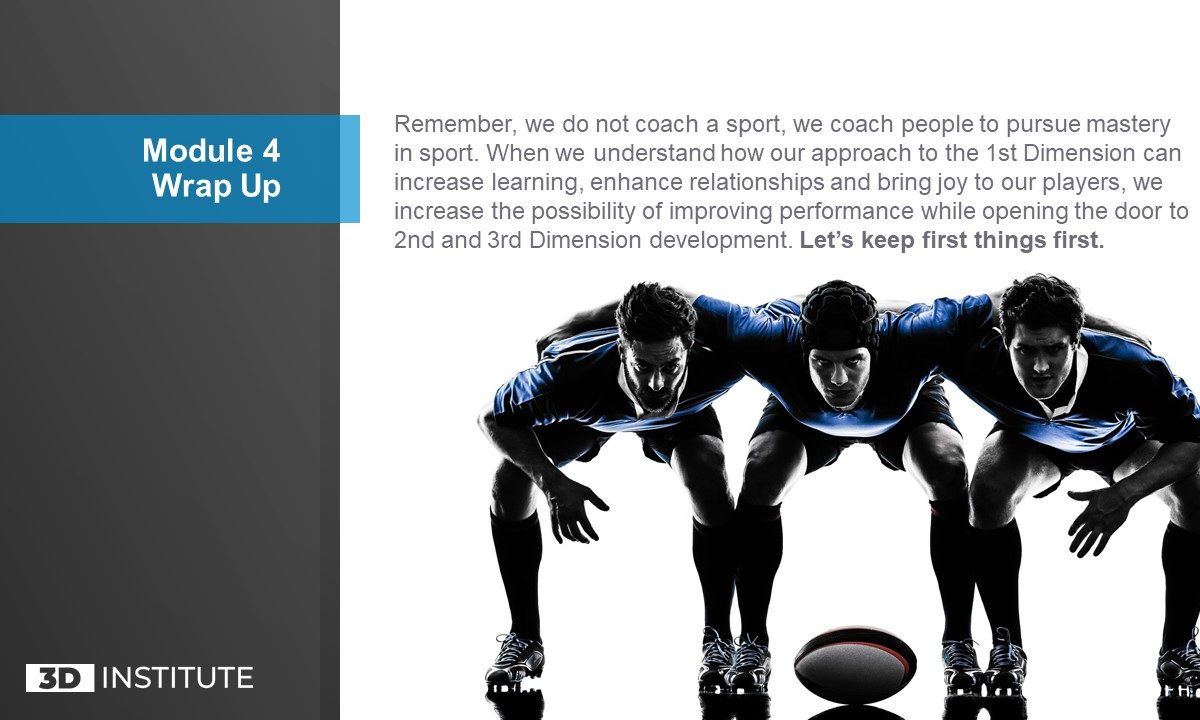 Module 4
Wrap Up
Remember, we do not coach a sport, we coach people to pursue mastery
in sport. When we understand how our approach to the 1st Dimension can
increase learning, enhance relationships and bring joy to our players, we
increase the possibility of improving performance while opening the door to
2nd and 3rd Dimension development. Let’s keep first things first.
3D INSTITUTE